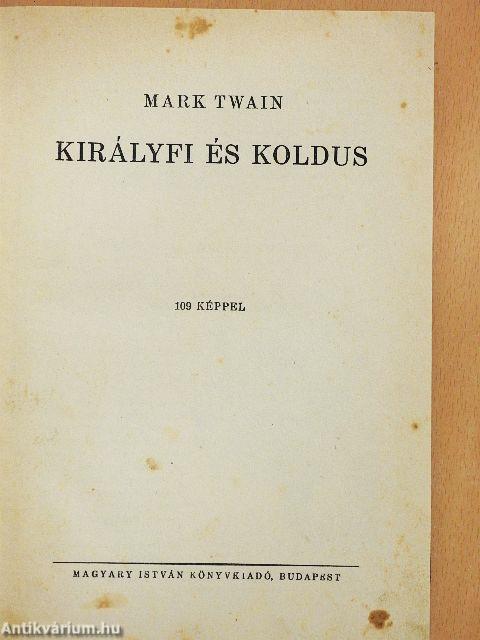 MARK TWAIN
KIRÁLYFI ÉS KOLDUS
109 KÉPPEL
MAGYARY ISTVÁN KÖNYVKIADÓ, BUDAPEST
Antikvárium.hu